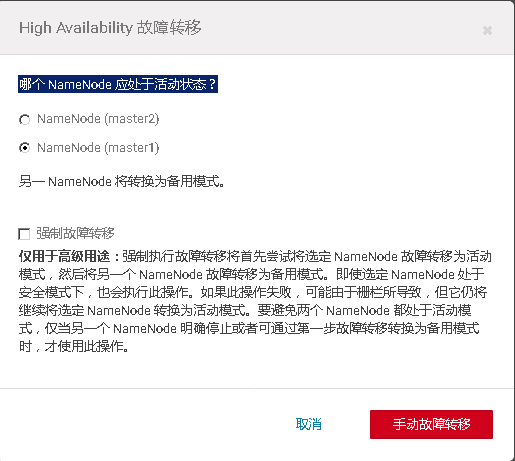 High Availability 故障转移
哪个 NameNode 应处于活动状态？
NameNode (master2)
NameNode (master1)
另一 NameNode 将转换为备用模式。
强制故障转移
仅用于高级用途：强制执行故障转移将首先尝试将选定 NameNode 故障转移为活动
模式，然后将另一个 NameNode 故障转移为备用模式。即使选定 NameNode 处于
安全模式下，也会执行此操作。如果此操作失败，可能由于栅栏所导致，但它仍将
继续将选定 NameNode 转换为活动模式。要避免两个 NameNode 都处于活动模
式，仅当另一个 NameNode 明确停止或者可通过第一步故障转移转换为备用模式
时，才使用此操作。
取消
手动故障转移